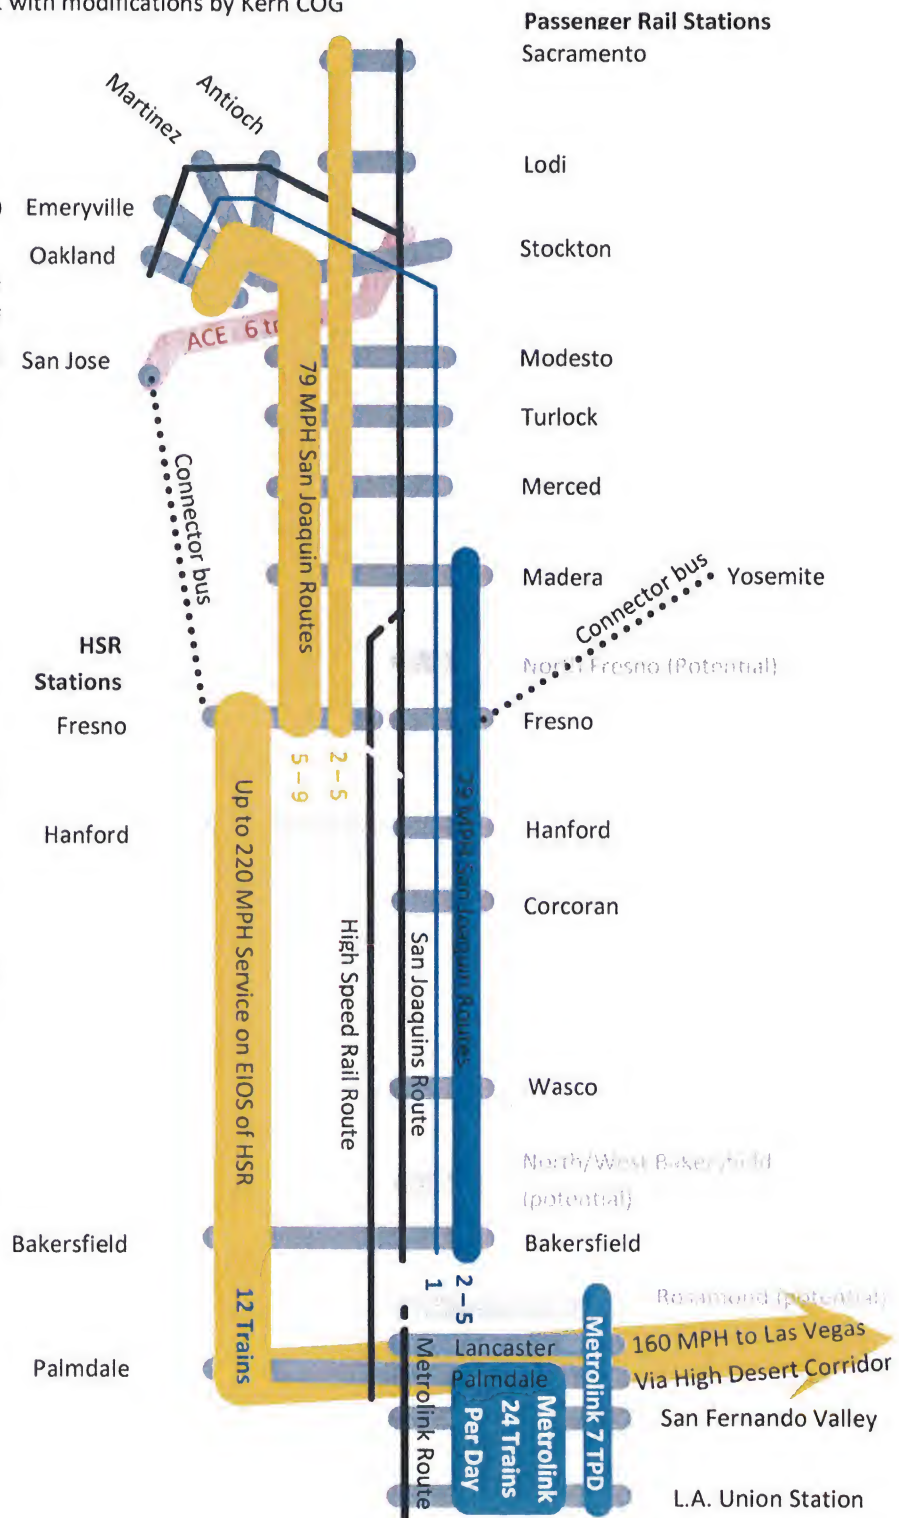 with modifications by Kern COG
Passenger Rail Stations
Sacramento
Martinez
Antioch
Lodi
Emeryville
Oakland
Stockton
ACE 6
San Jose
Modesto
Turlock
Merced
79 MPH San Joaquin Routes
Connector bus
Madera
Connector bus
Yosemite
HSR
Stations
North Fresno (Potential)
Fresno
Fresno
5 – 9
2 – 5
Up to 220 MPH Service on EIOS of HSR
79 MPH San Joaquin Routes
Hanford
Hanford
Corcoran
High Speed Rail Route
San Joaquins Route
Wasco
North/West Bakersfield
(potential)
Bakersfield
Bakersfield
12 Trains
1
2 – 5
Rosamond (potential)
Lancaster
160 MPH to Las Vegas
Palmdale
Palmdale
Via High Desert Corridor
Metrolink Route
Metrolink
24 Trains
Per Day
Metrolink 7 TPD
San Fernando Valley
L.A. Union Station